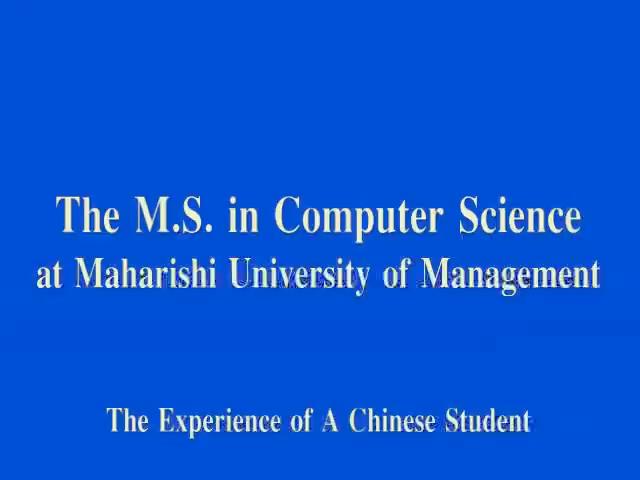 The M.S. in Computer Science
at Maharishi University of Management
The Experience of A Chinese Student